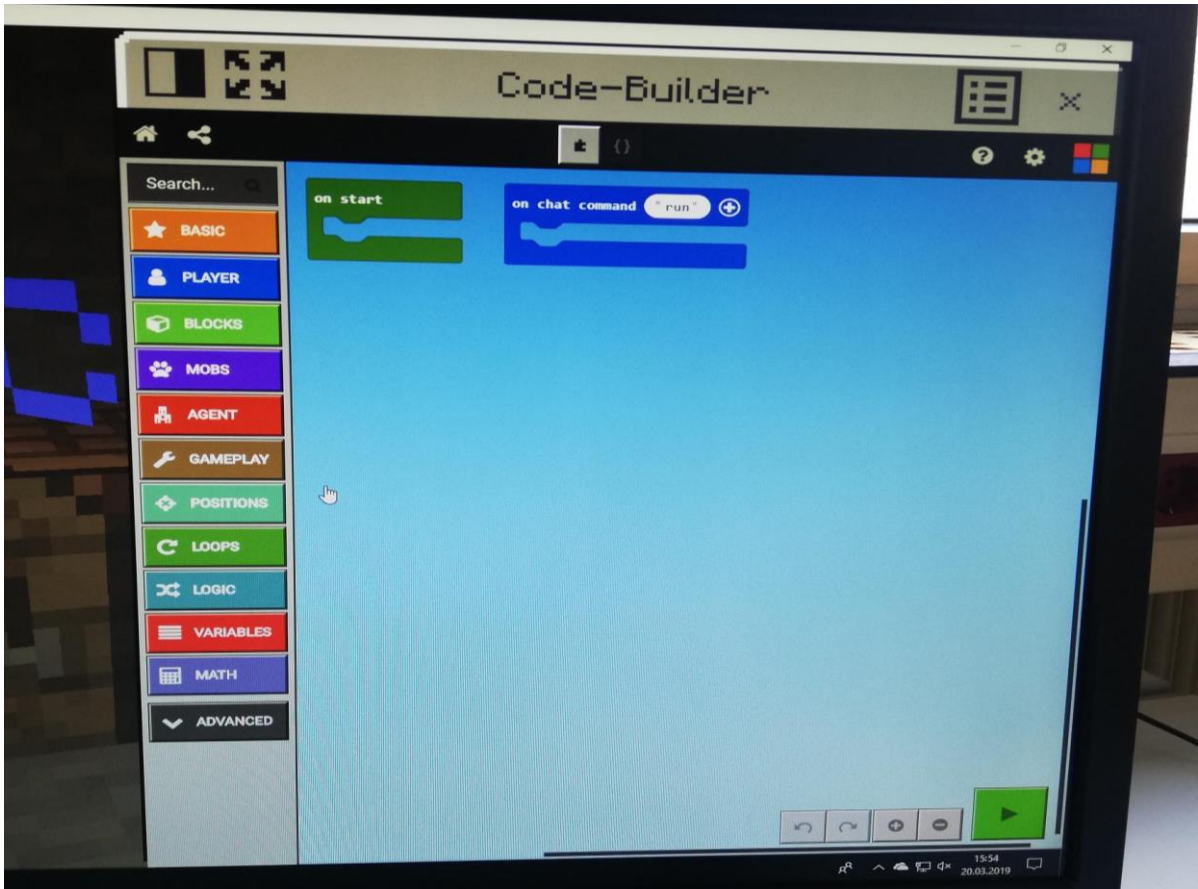 Code-Builder
{}
?
Search...
on start
on chat command "run"
BASIC
PLAYER
BLOCKS
MOBS
AGENT
GAMEPLAY
POSITIONS
LOOPS
LOGIC
VARIABLES
MATH
ADVANCED
15:54
20.03.2019